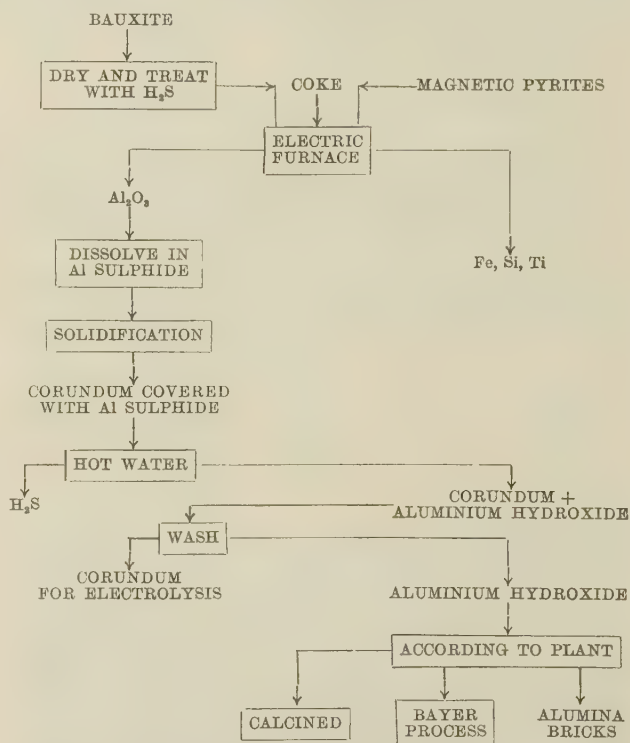 BAUXITE
DRY AND TREAT
WITH H₂S
COKE
MAGNETIC PYRITES
ELECTRIC
FURNACE
Al₂O₃
Fe, Si, Ti
DISSOLVE IN
Al SULPHIDE
SOLIDIFICATION
CORUNDUM COVERED
WITH Al SULPHIDE
HOT WATER
H₂S
CORUNDUM +
ALUMINIUM HYDROXIDE
WASH
CORUNDUM
FOR ELECTROLYSIS
ALUMINIUM HYDROXIDE
ACCORDING TO PLANT
CALCINED
BAYER
PROCESS
ALUMINA
BRICKS